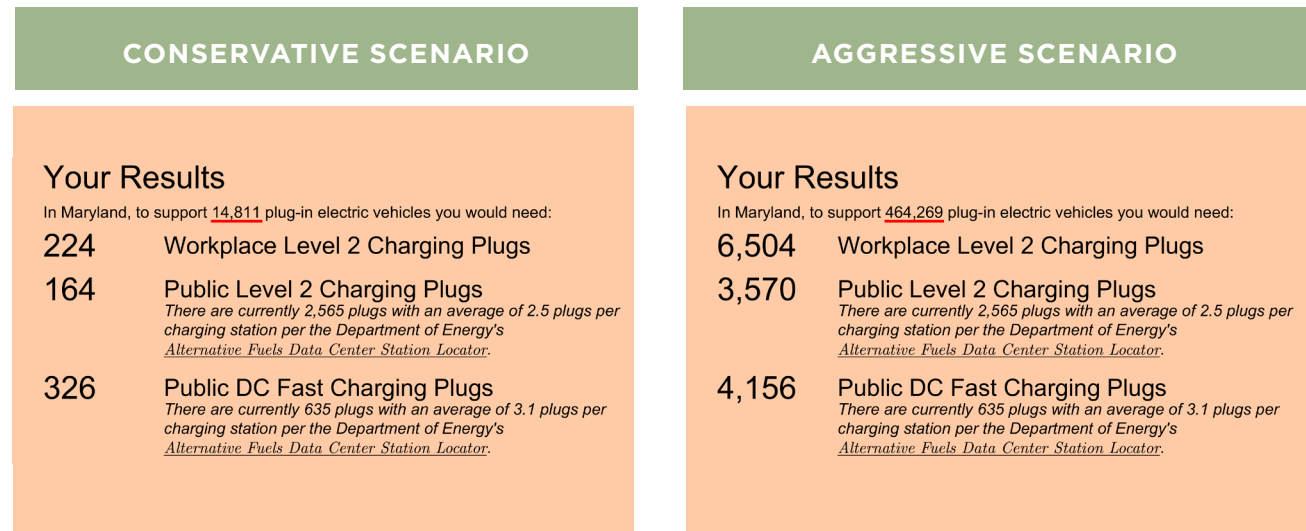 CONSERVATIVE SCENARIO
Your Results
In Maryland, to support 14,811 plug-in electric vehicles you would need:
224 Workplace Level 2 Charging Plugs
164 Public Level 2 Charging Plugs
There are currently 2,565 plugs with an average of 2.5 plugs per
charging station per the Department of Energy's
Alternative Fuels Data Center Station Locator.
326 Public DC Fast Charging Plugs
There are currently 635 plugs with an average of 3.1 plugs per
charging station per the Department of Energy's
Alternative Fuels Data Center Station Locator.
AGGRESSIVE SCENARIO
Your Results
In Maryland, to support 464,269 plug-in electric vehicles you would need:
6,504 Workplace Level 2 Charging Plugs
3,570 Public Level 2 Charging Plugs
There are currently 2,565 plugs with an average of 2.5 plugs per
charging station per the Department of Energy's
Alternative Fuels Data Center Station Locator.
4,156 Public DC Fast Charging Plugs
There are currently 635 plugs with an average of 3.1 plugs per
charging station per the Department of Energy's
Alternative Fuels Data Center Station Locator.